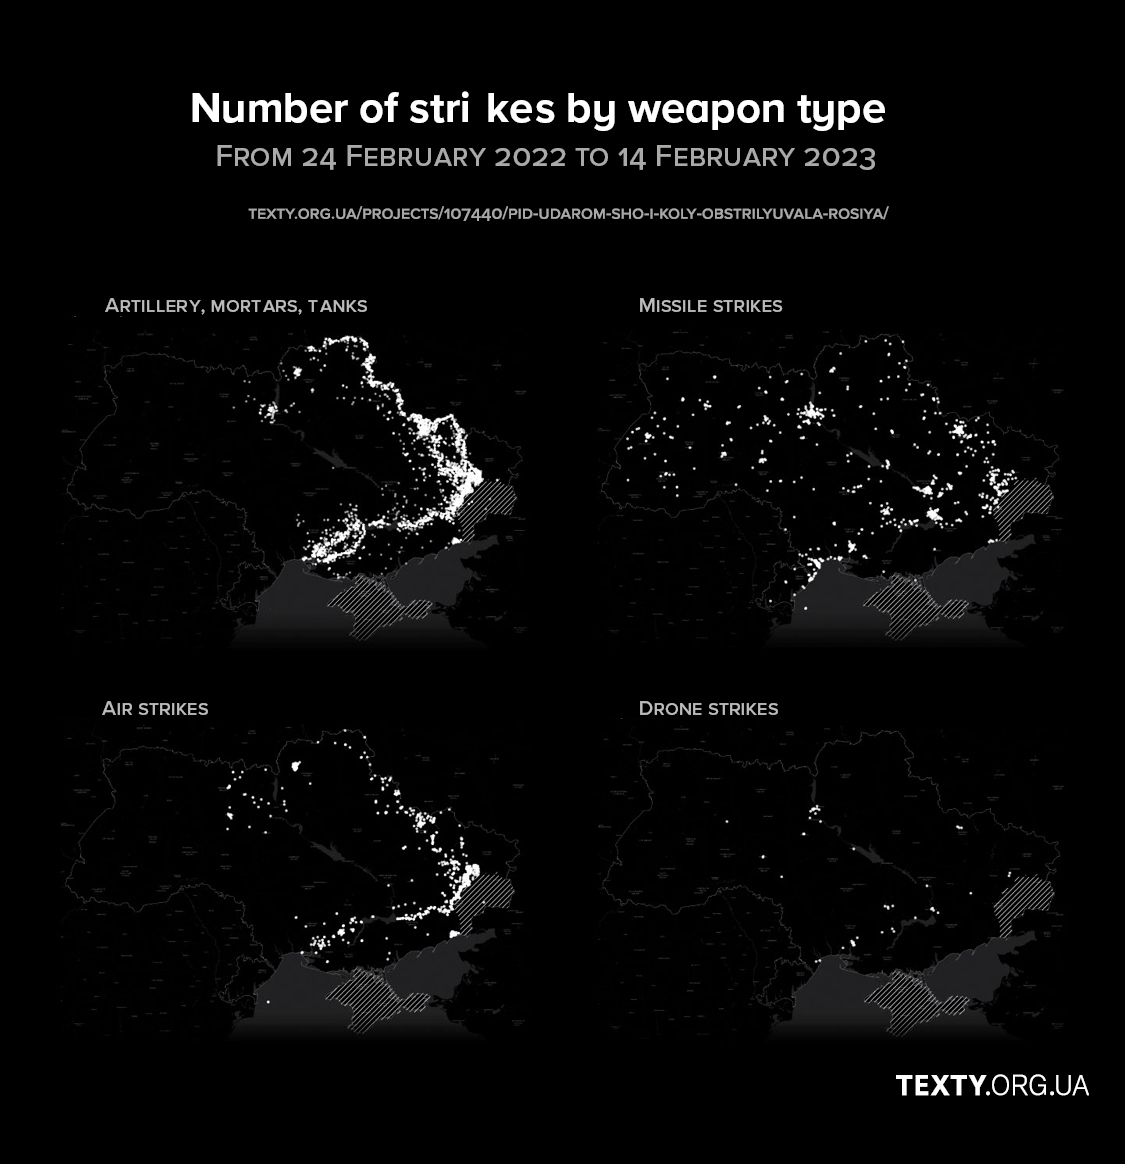 Number of stri kes by weapon type
FROM 24 FEBRUARY 2022 TO 14 FEBRUARY 2023
TEXTY.ORG.UA/PROJECTS/107440/PID-UDAROM-SHO-I-KOLY-OBSTRILYUVALA-ROSIYA/
ARTILLERY, MORTARS, TANKS
MISSILE STRIKES
AIR STRIKES
DRONE STRIKES
TEXTY.ORG.UA